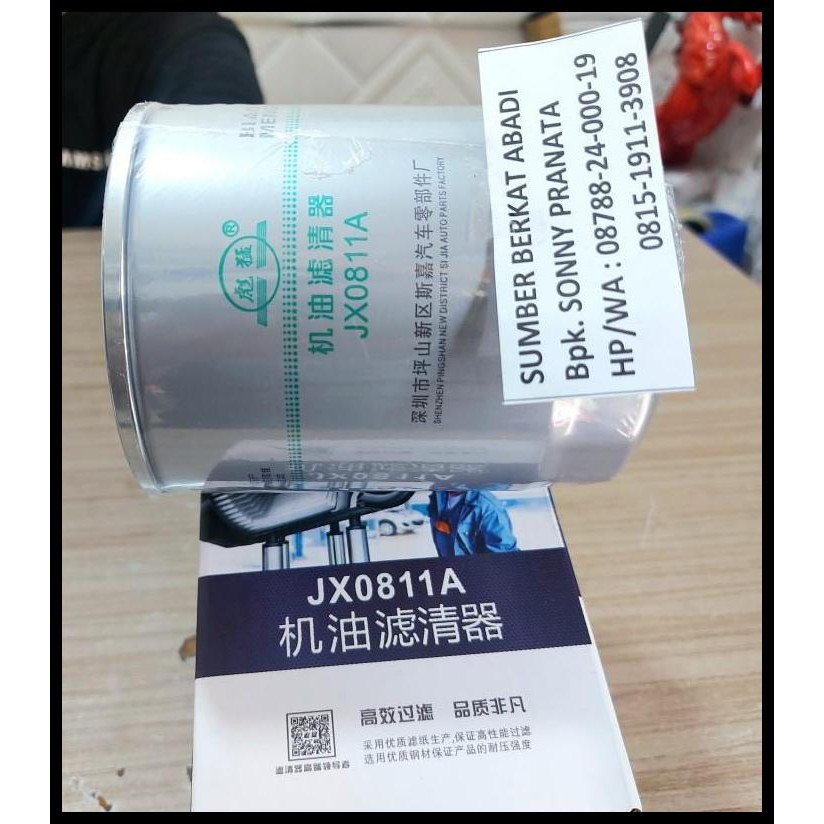 SUMBER BERKAT ABADI
Bpk. SONNY PRANATA
HP/WA : 08788-24-000-19
0815-1911-3908
彪猛®
机油滤清器
JX0811A
深圳市坪山新区斯嘉汽车零部件厂
SHENZHEN PINGSHAN NEW DISTRICT SI JIA AUTO PARTS FACTORY
JX0811A
机油滤清器
高效过滤 品质非凡
采用优质滤纸生产,保证高性能过滤
选用优质钢材保证产品的耐压强度